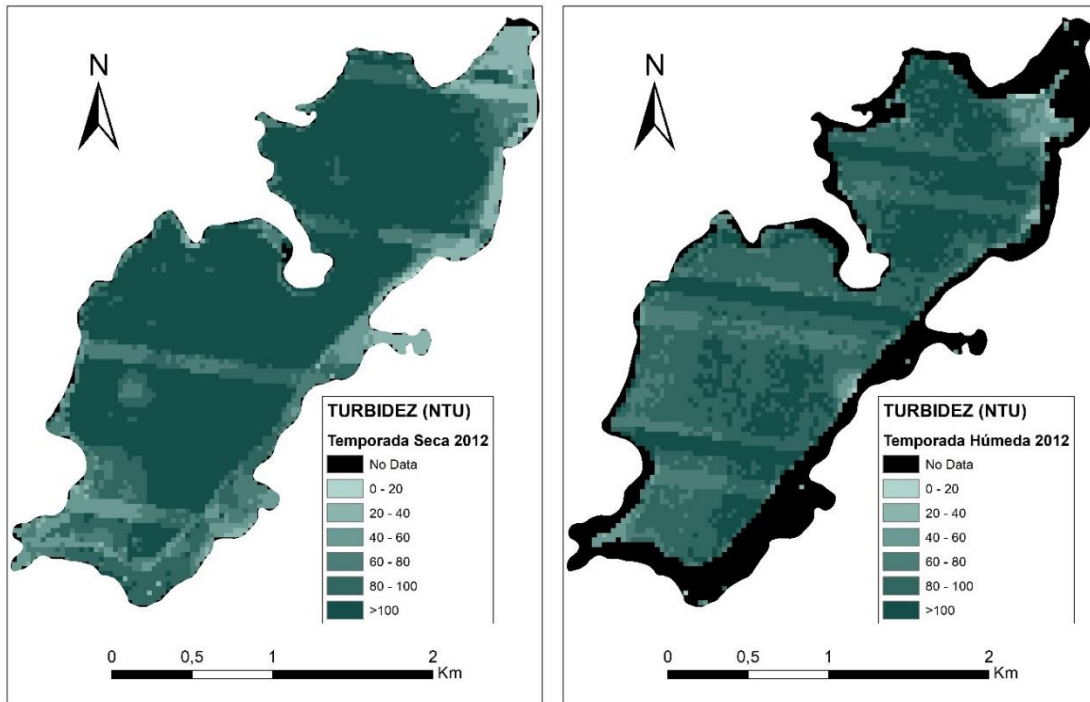 N
TURBIDEZ (NTU)
Temporada Seca 2012
No Data
0 - 20
20 - 40
40 - 60
60 - 80
80 - 100
>100
0 0,5 1 2
Km
N
TURBIDEZ (NTU)
Temporada Húmeda 2012
No Data
0 - 20
20 - 40
40 - 60
60 - 80
80 - 100
>100
0 0,5 1 2
Km